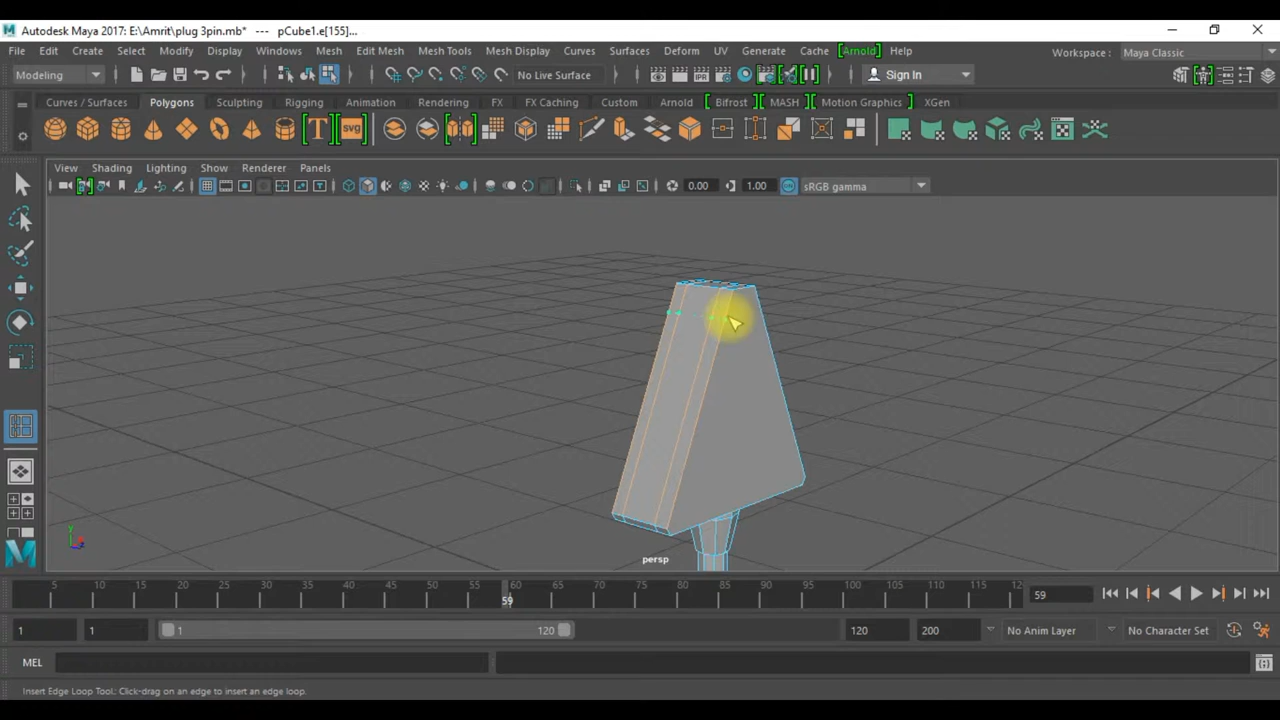 Autodesk Maya 2017: E:\Amrit\plug 3pin.mb* --- pCube1.e[155]...
File Edit Create Select Modify Display Windows Mesh Edit Mesh Mesh Tools Mesh Display Curves Surfaces Deform UV Generate Cache [Arnold] Help Workspace : Maya Classic
Modeling No Live Surface Sign In
Curves / Surfaces Polygons Sculpting Rigging Animation Rendering FX FX Caching Custom Arnold Bifrost MASH Motion Graphics XGen
T SVG
View Shading Lighting Show Renderer Panels
0.00 1.00 sRGB gamma
persp
5 10 15 20 25 30 35 40 45 50 55 60 65 70 75 80 85 90 95 100 105 110 115 12
59 59
1 1 1 120 120 200 No Anim Layer No Character Set
MEL
Insert Edge Loop Tool: Click-drag on an edge to insert an edge loop.